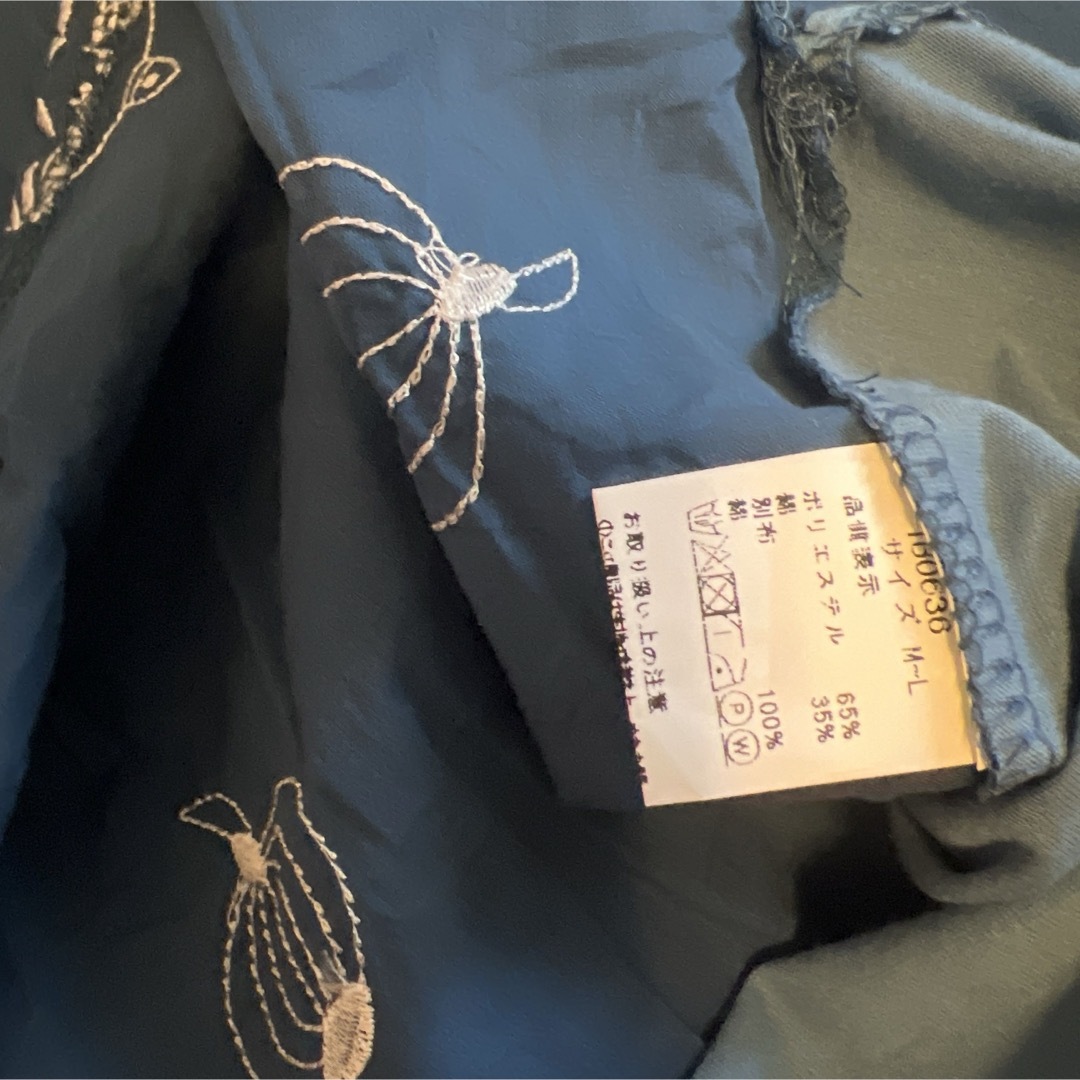 150636
サイズ M~L
品質表示
ポリエステル 65%
綿 35%
別布
綿 100%
P W
お取り扱い上の注意